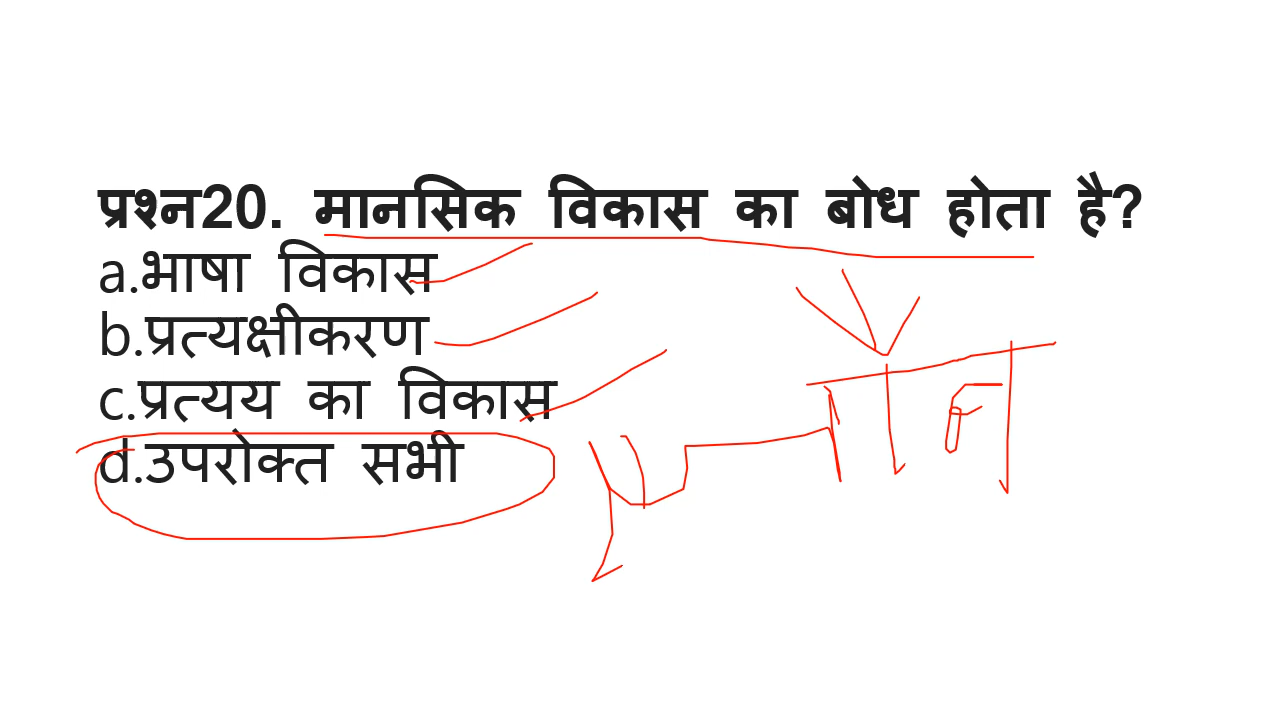 प्रश्न20. मानसिक विकास का बोध होता है?
a.भाषा विकास
b.प्रत्यक्षीकरण
c.प्रत्यय का विकास
d.उपरोक्त सभी